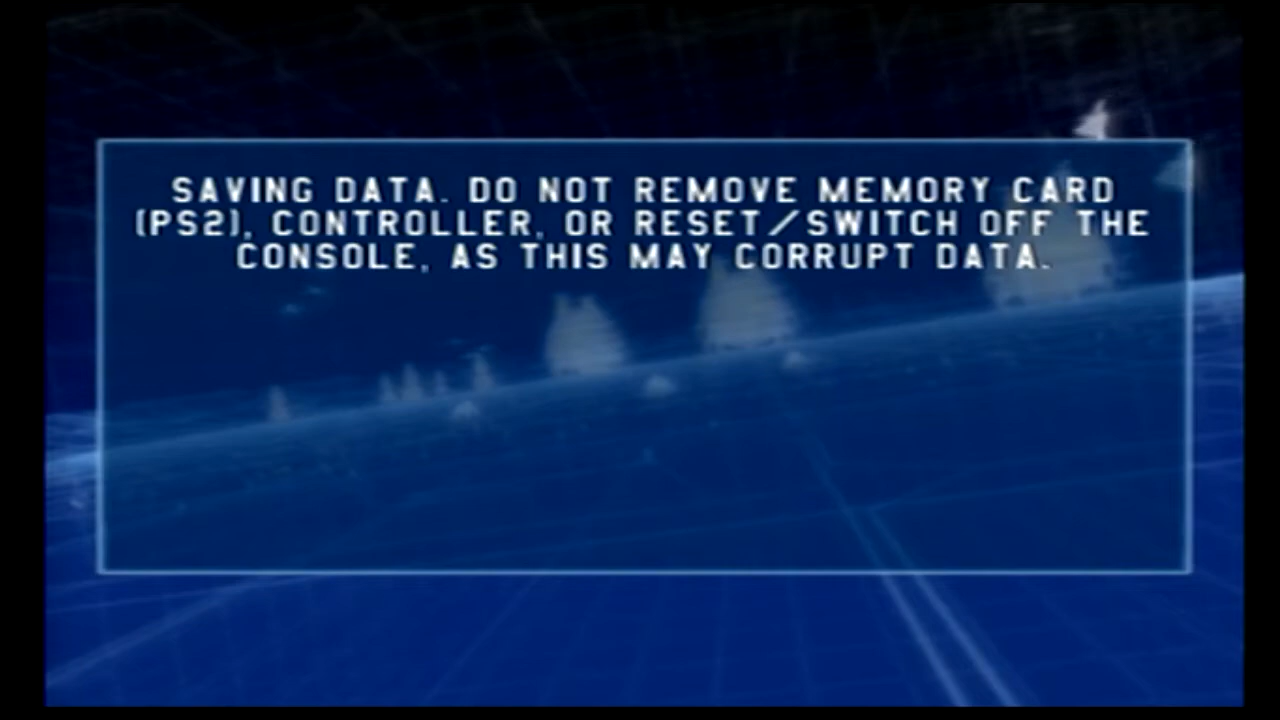 SAVING DATA. DO NOT REMOVE MEMORY CARD
(PS2), CONTROLLER, OR RESET/SWITCH OFF THE
CONSOLE, AS THIS MAY CORRUPT DATA.